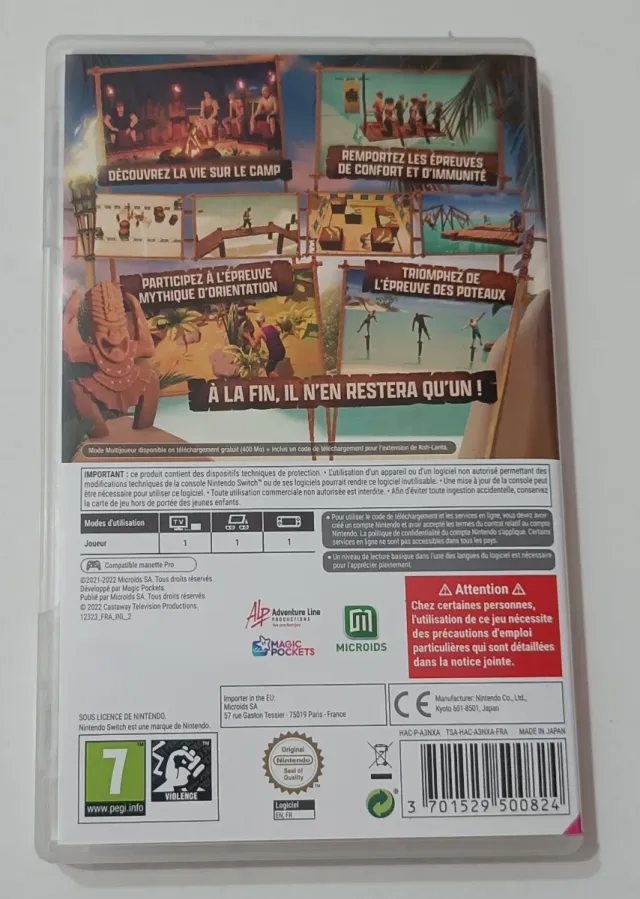 DÉCOUVREZ LA VIE SUR LE CAMP
REMPORTEZ LES ÉPREUVES
DE CONFORT ET D'IMMUNITÉ
PARTICIPEZ À L'ÉPREUVE
MYTHIQUE D'ORIENTATION
TRIOMPHEZ DE
L'ÉPREUVE DES POTEAUX
À LA FIN, IL N'EN RESTERA QU'UN !
Mode Multijoueur disponible en téléchargement gratuit (400 Mo) + Inclus un code de téléchargement pour l'extension de Koh-Lanta.
IMPORTANT : ce produit contient des dispositifs techniques de protection. • L'utilisation d'un appareil ou d'un logiciel non autorisé permettant des
modifications techniques de la console Nintendo Switch™ ou de ses logiciels pourrait rendre ce logiciel inutilisable. • Une mise à jour de la console peut
être nécessaire pour utiliser ce logiciel. • Toute utilisation commerciale non autorisée est interdite. • Afin d'éviter toute ingestion accidentelle, conservez
la carte de jeu hors de portée des jeunes enfants.
Modes d'utilisation
TV
Joueur
1
1
1
Compatible manette Pro
• Pour utiliser le code de téléchargement et les services en ligne, vous devez avoir
créé un compte Nintendo et avoir accepté les termes du contrat relatif au compte
Nintendo. La politique de confidentialité du compte Nintendo s'applique. Certains
services en ligne ne sont pas accessibles dans tous les pays.
• Un niveau de lecture basique dans l'une des langues du logiciel est nécessaire
pour l'apprécier pleinement.
©2021-2022 Microids SA. Tous droits réservés.
Développé par Magic Pockets.
Publié par Microids SA. Tous droits réservés.
© 2022 Castaway Television Productions.
12323_FRA_INL_2
ALP Adventure Line
PRODUCTIONS
MAGIC
POCKETS
MICROIDS
Attention
Chez certaines personnes,
l'utilisation de ce jeu nécessite
des précautions d'emploi
particulières qui sont détaillées
dans la notice jointe.
Importer in the EU:
Microids SA
57 rue Gaston Tessier - 75019 Paris - France
CE
Manufacturer: Nintendo Co., Ltd.,
Kyoto 601-8501, Japan
SOUS LICENCE DE NINTENDO.
Nintendo Switch est une marque de Nintendo.
HAC-P-A3NXA TSA-HAC-A3NXA-FRA MADE IN JAPAN
7
www.pegi.info
VIOLENCE
Original
Nintendo
Seal of
Quality
Logiciel
EN, FR
3 701529 500824